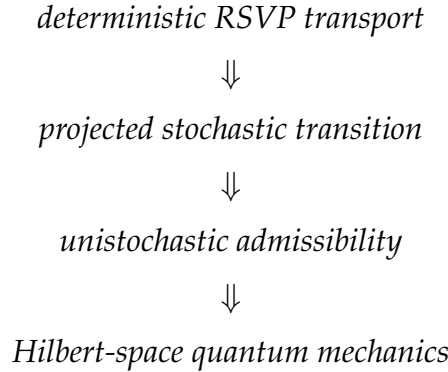 deterministic RSVP transport
⇓
projected stochastic transition
⇓
unistochastic admissibility
⇓
Hilbert-space quantum mechanics